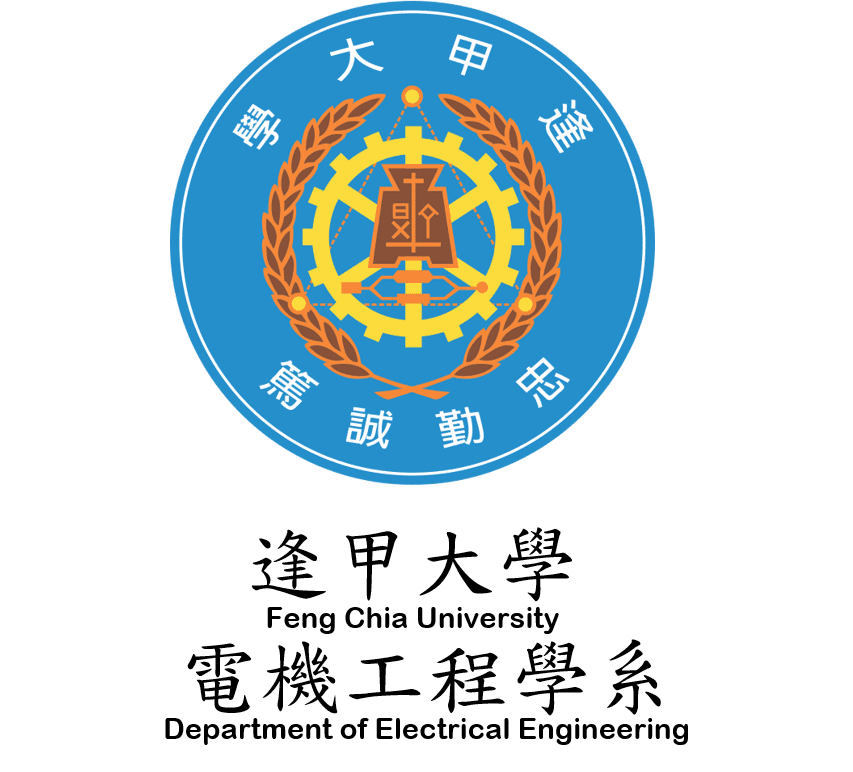 逢甲大學
忠勤誠篤
逢甲大學
Feng Chia University
電機工程學系
Department of Electrical Engineering